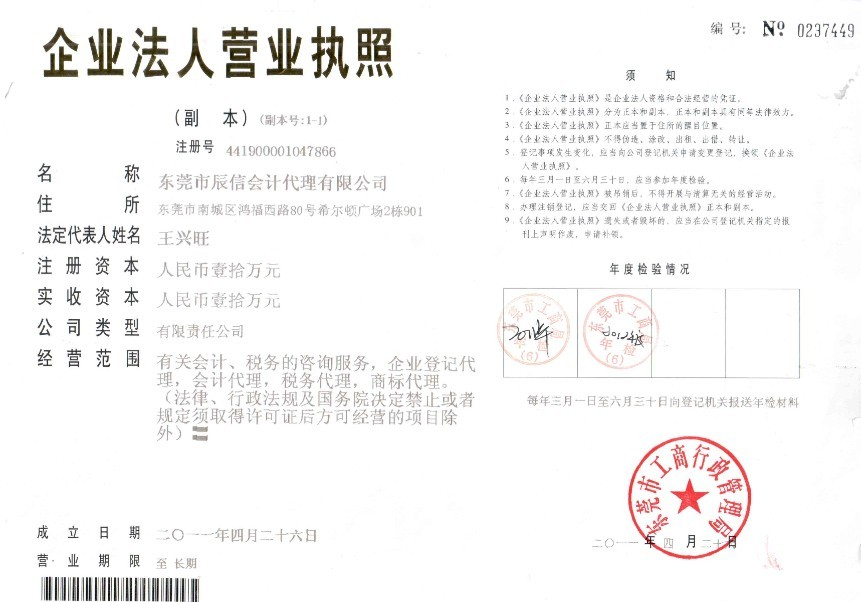 企业法人营业执照
(副 本) (副本号:1-1)
注册号 441900001047866
名称 东莞市辰信会计代理有限公司
住所 东莞市南城区鸿福西路80号希尔顿广场2栋901
法定代表人姓名 王兴旺
注册资本 人民币壹拾万元
实收资本 人民币壹拾万元
公司类型 有限责任公司
经营范围 有关会计、税务的咨询服务，企业登记代
理，会计代理，税务代理，商标代理。
（法律、行政法规及国务院决定禁止或者
规定须取得许可证后方可经营的项目除
外）
成立日期 二〇一一年四月二十六日
营业期限 至 长期
编号: № 0237449
须 知
1．《企业法人营业执照》是企业法人资格和合法经营的凭证。
2．《企业法人营业执照》分为正本和副本，正本和副本具有同等法律效力。
3．《企业法人营业执照》正本应当置于住所的醒目位置。
4．《企业法人营业执照》不得伪造、涂改、出租、出借、转让。
5．登记事项发生变化，应当向公司登记机关申请变更登记，换领《企业法
人营业执照》。
6．每年三月一日至六月三十日，应当参加年度检验。
7．《企业法人营业执照》被吊销后，不得开展与清算无关的经营活动。
8．办理注销登记，应当交回《企业法人营业执照》正本和副本。
9．《企业法人营业执照》遗失或者毁坏的，应当在公司登记机关指定的报
刊上声明作废，申请补领。
年度检验情况
东莞市工商局
2011年
年检
(6)
东莞市工商局
2012年
年检
(6)
每年三月一日至六月三十日向登记机关报送年检材料
东莞市工商行政管理局
二〇一一年四月二十日